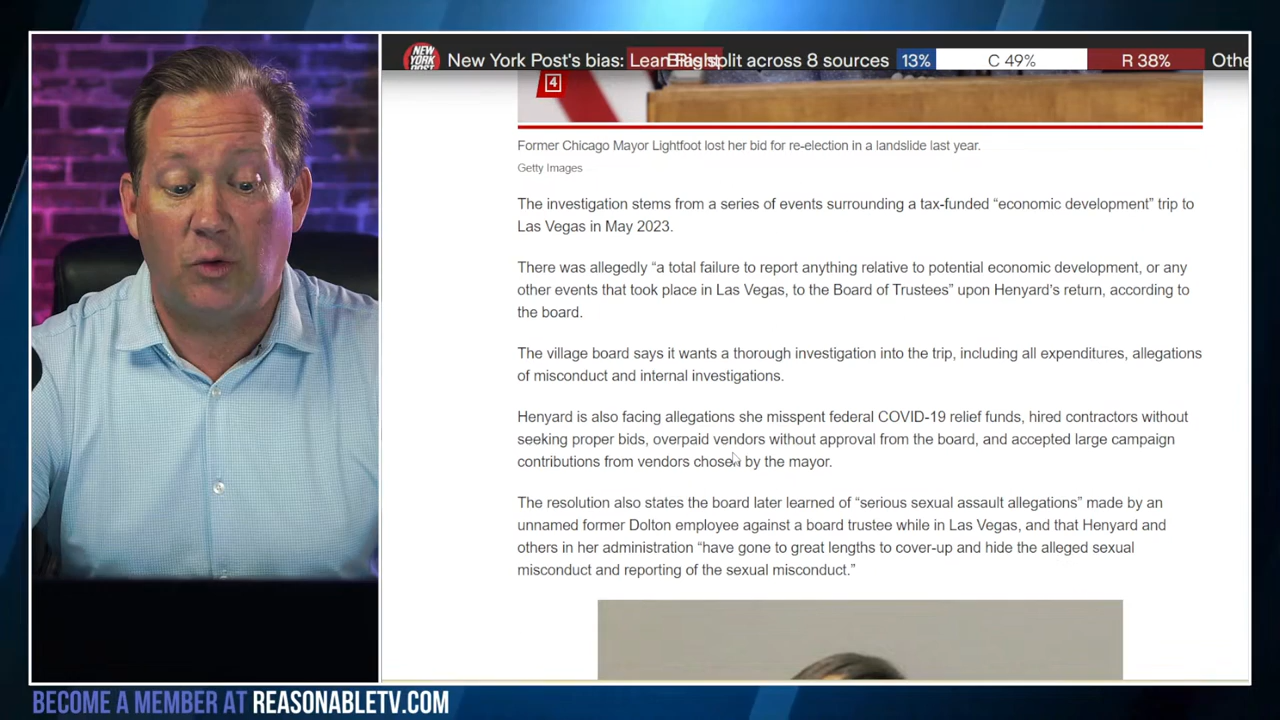 NEW YORK POST
New York Post's bias: Lean Right split across 8 sources 13% C 49% R 38% Othe
4
Former Chicago Mayor Lightfoot lost her bid for re-election in a landslide last year.
Getty Images
The investigation stems from a series of events surrounding a tax-funded “economic development” trip to
Las Vegas in May 2023.
There was allegedly “a total failure to report anything relative to potential economic development, or any
other events that took place in Las Vegas, to the Board of Trustees” upon Henyard’s return, according to
the board.
The village board says it wants a thorough investigation into the trip, including all expenditures, allegations
of misconduct and internal investigations.
Henyard is also facing allegations she misspent federal COVID-19 relief funds, hired contractors without
seeking proper bids, overpaid vendors without approval from the board, and accepted large campaign
contributions from vendors chosen by the mayor.
The resolution also states the board later learned of “serious sexual assault allegations” made by an
unnamed former Dolton employee against a board trustee while in Las Vegas, and that Henyard and
others in her administration “have gone to great lengths to cover-up and hide the alleged sexual
misconduct and reporting of the sexual misconduct.”
BECOME A MEMBER AT REASONABLETV.COM